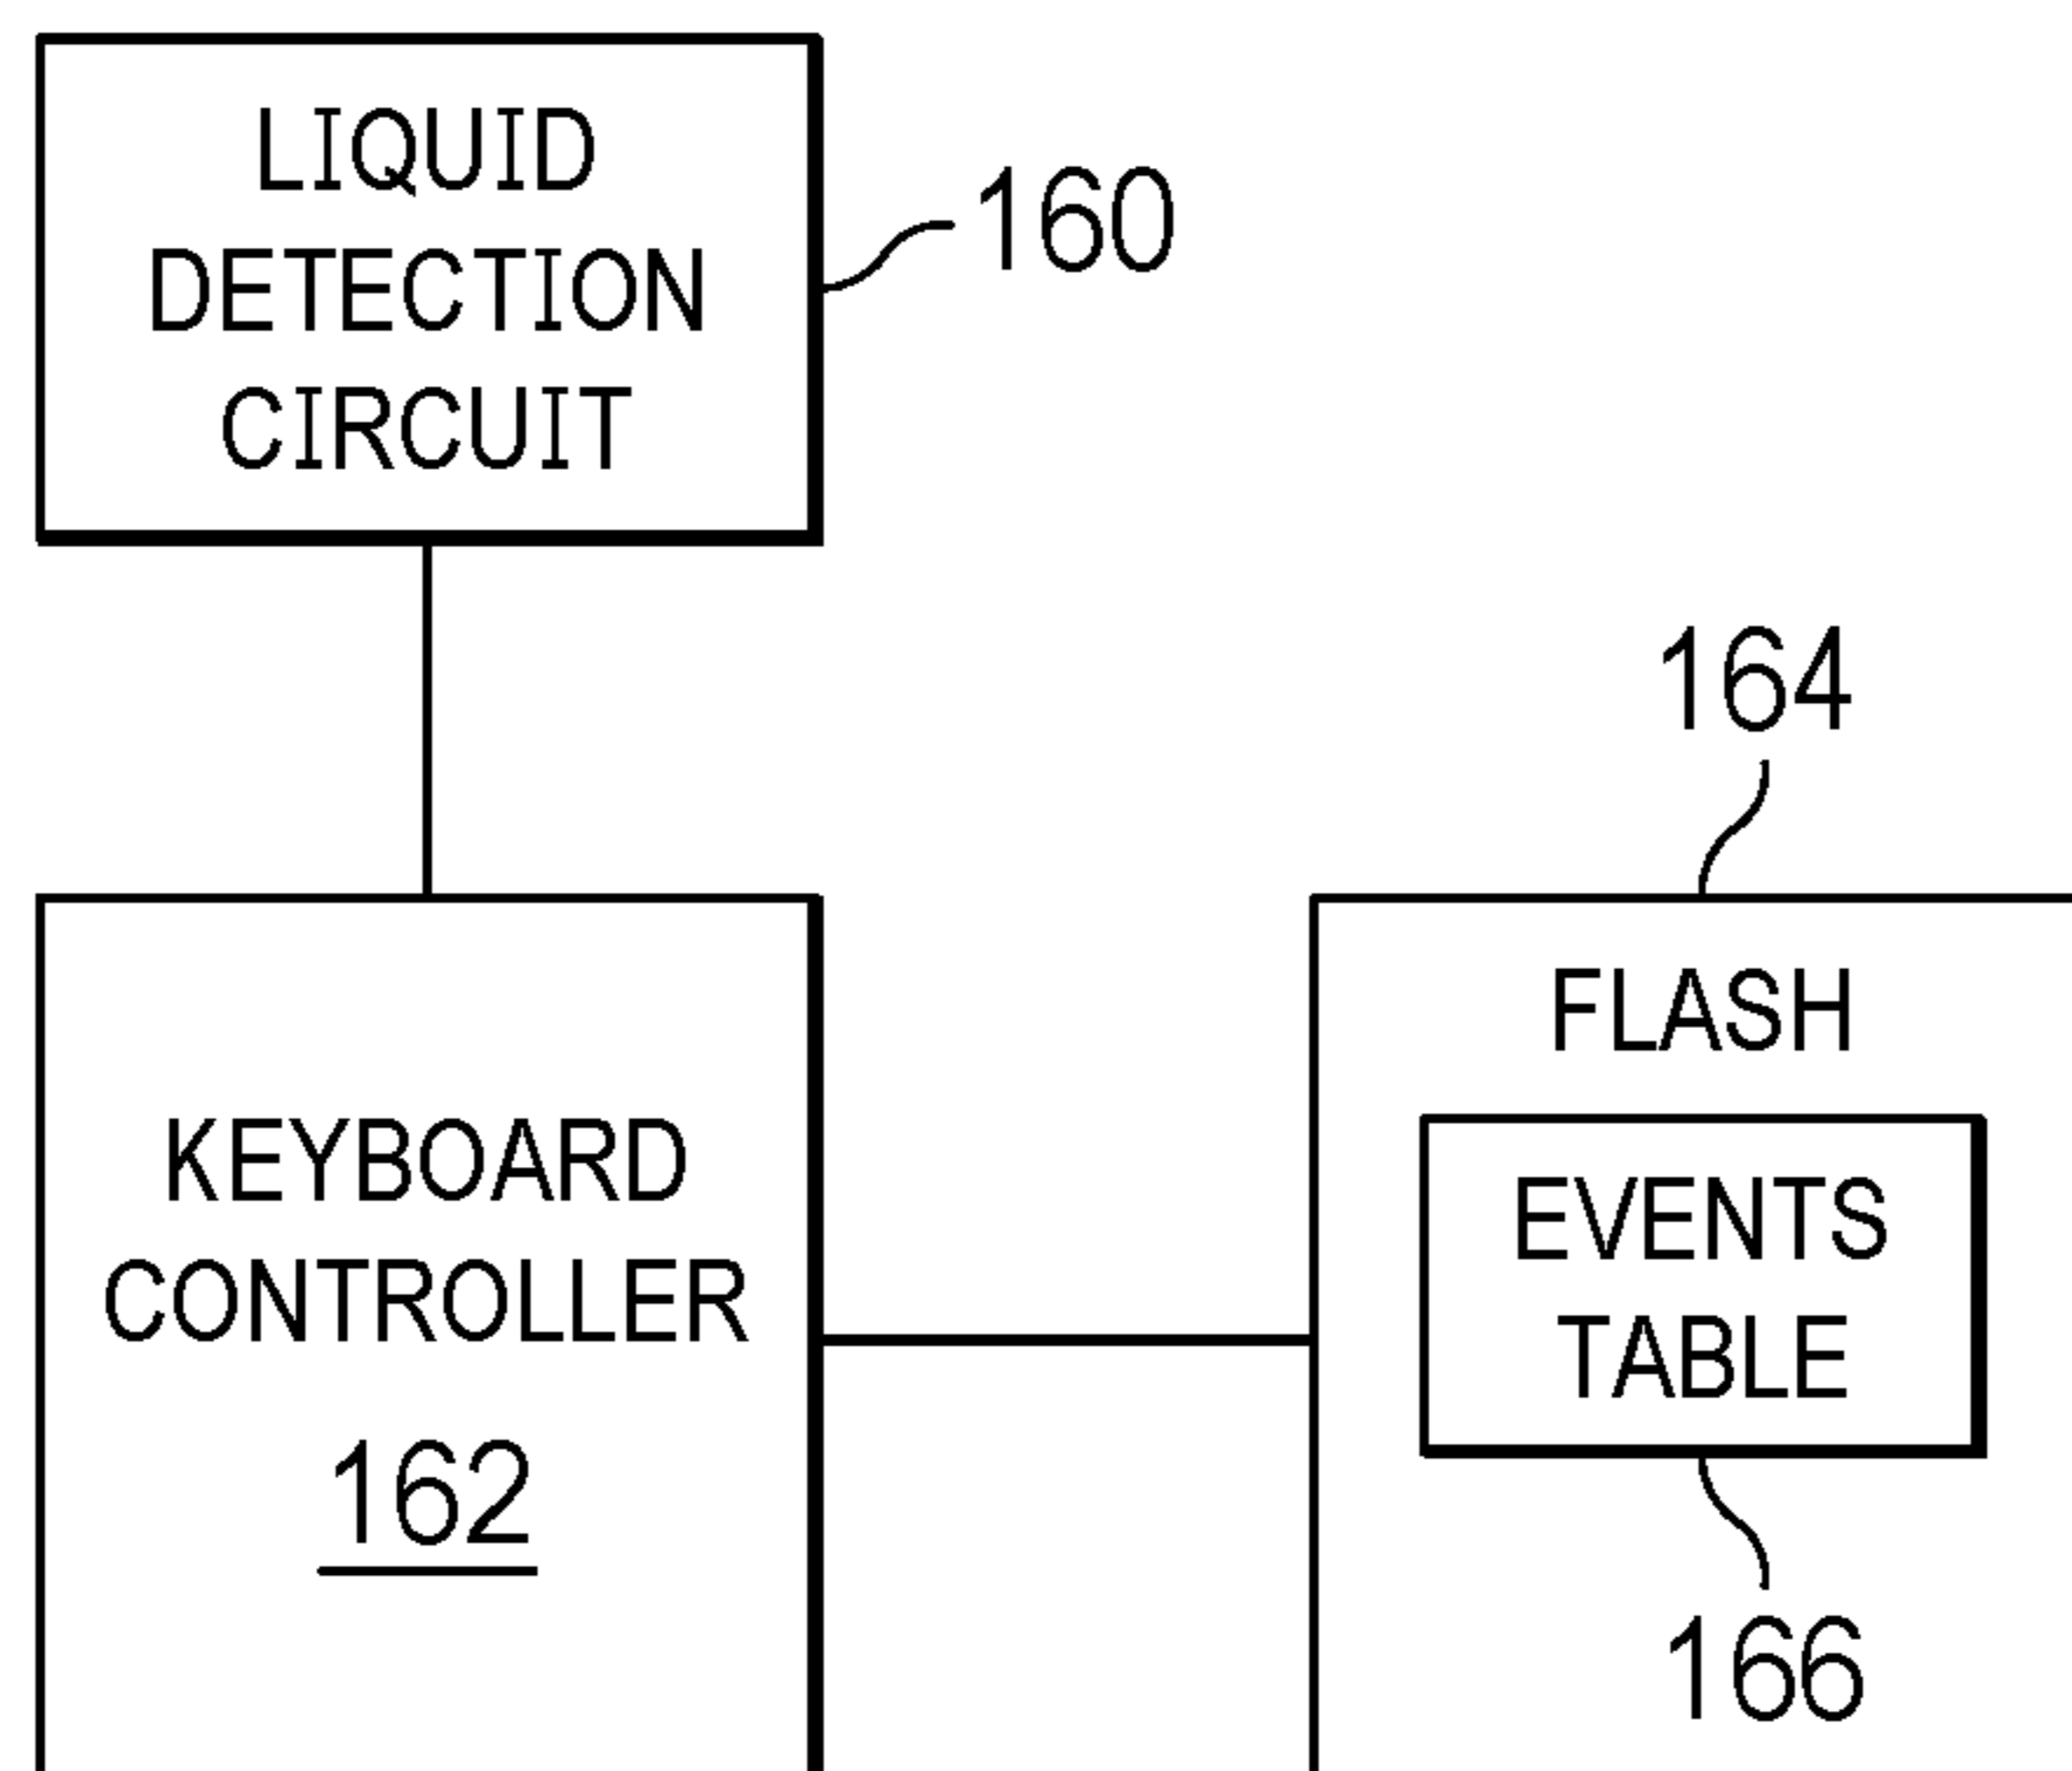 LIQUID
DETECTION
CIRCUIT
160
164
FLASH
EVENTS
TABLE
166
KEYBOARD
CONTROLLER
162